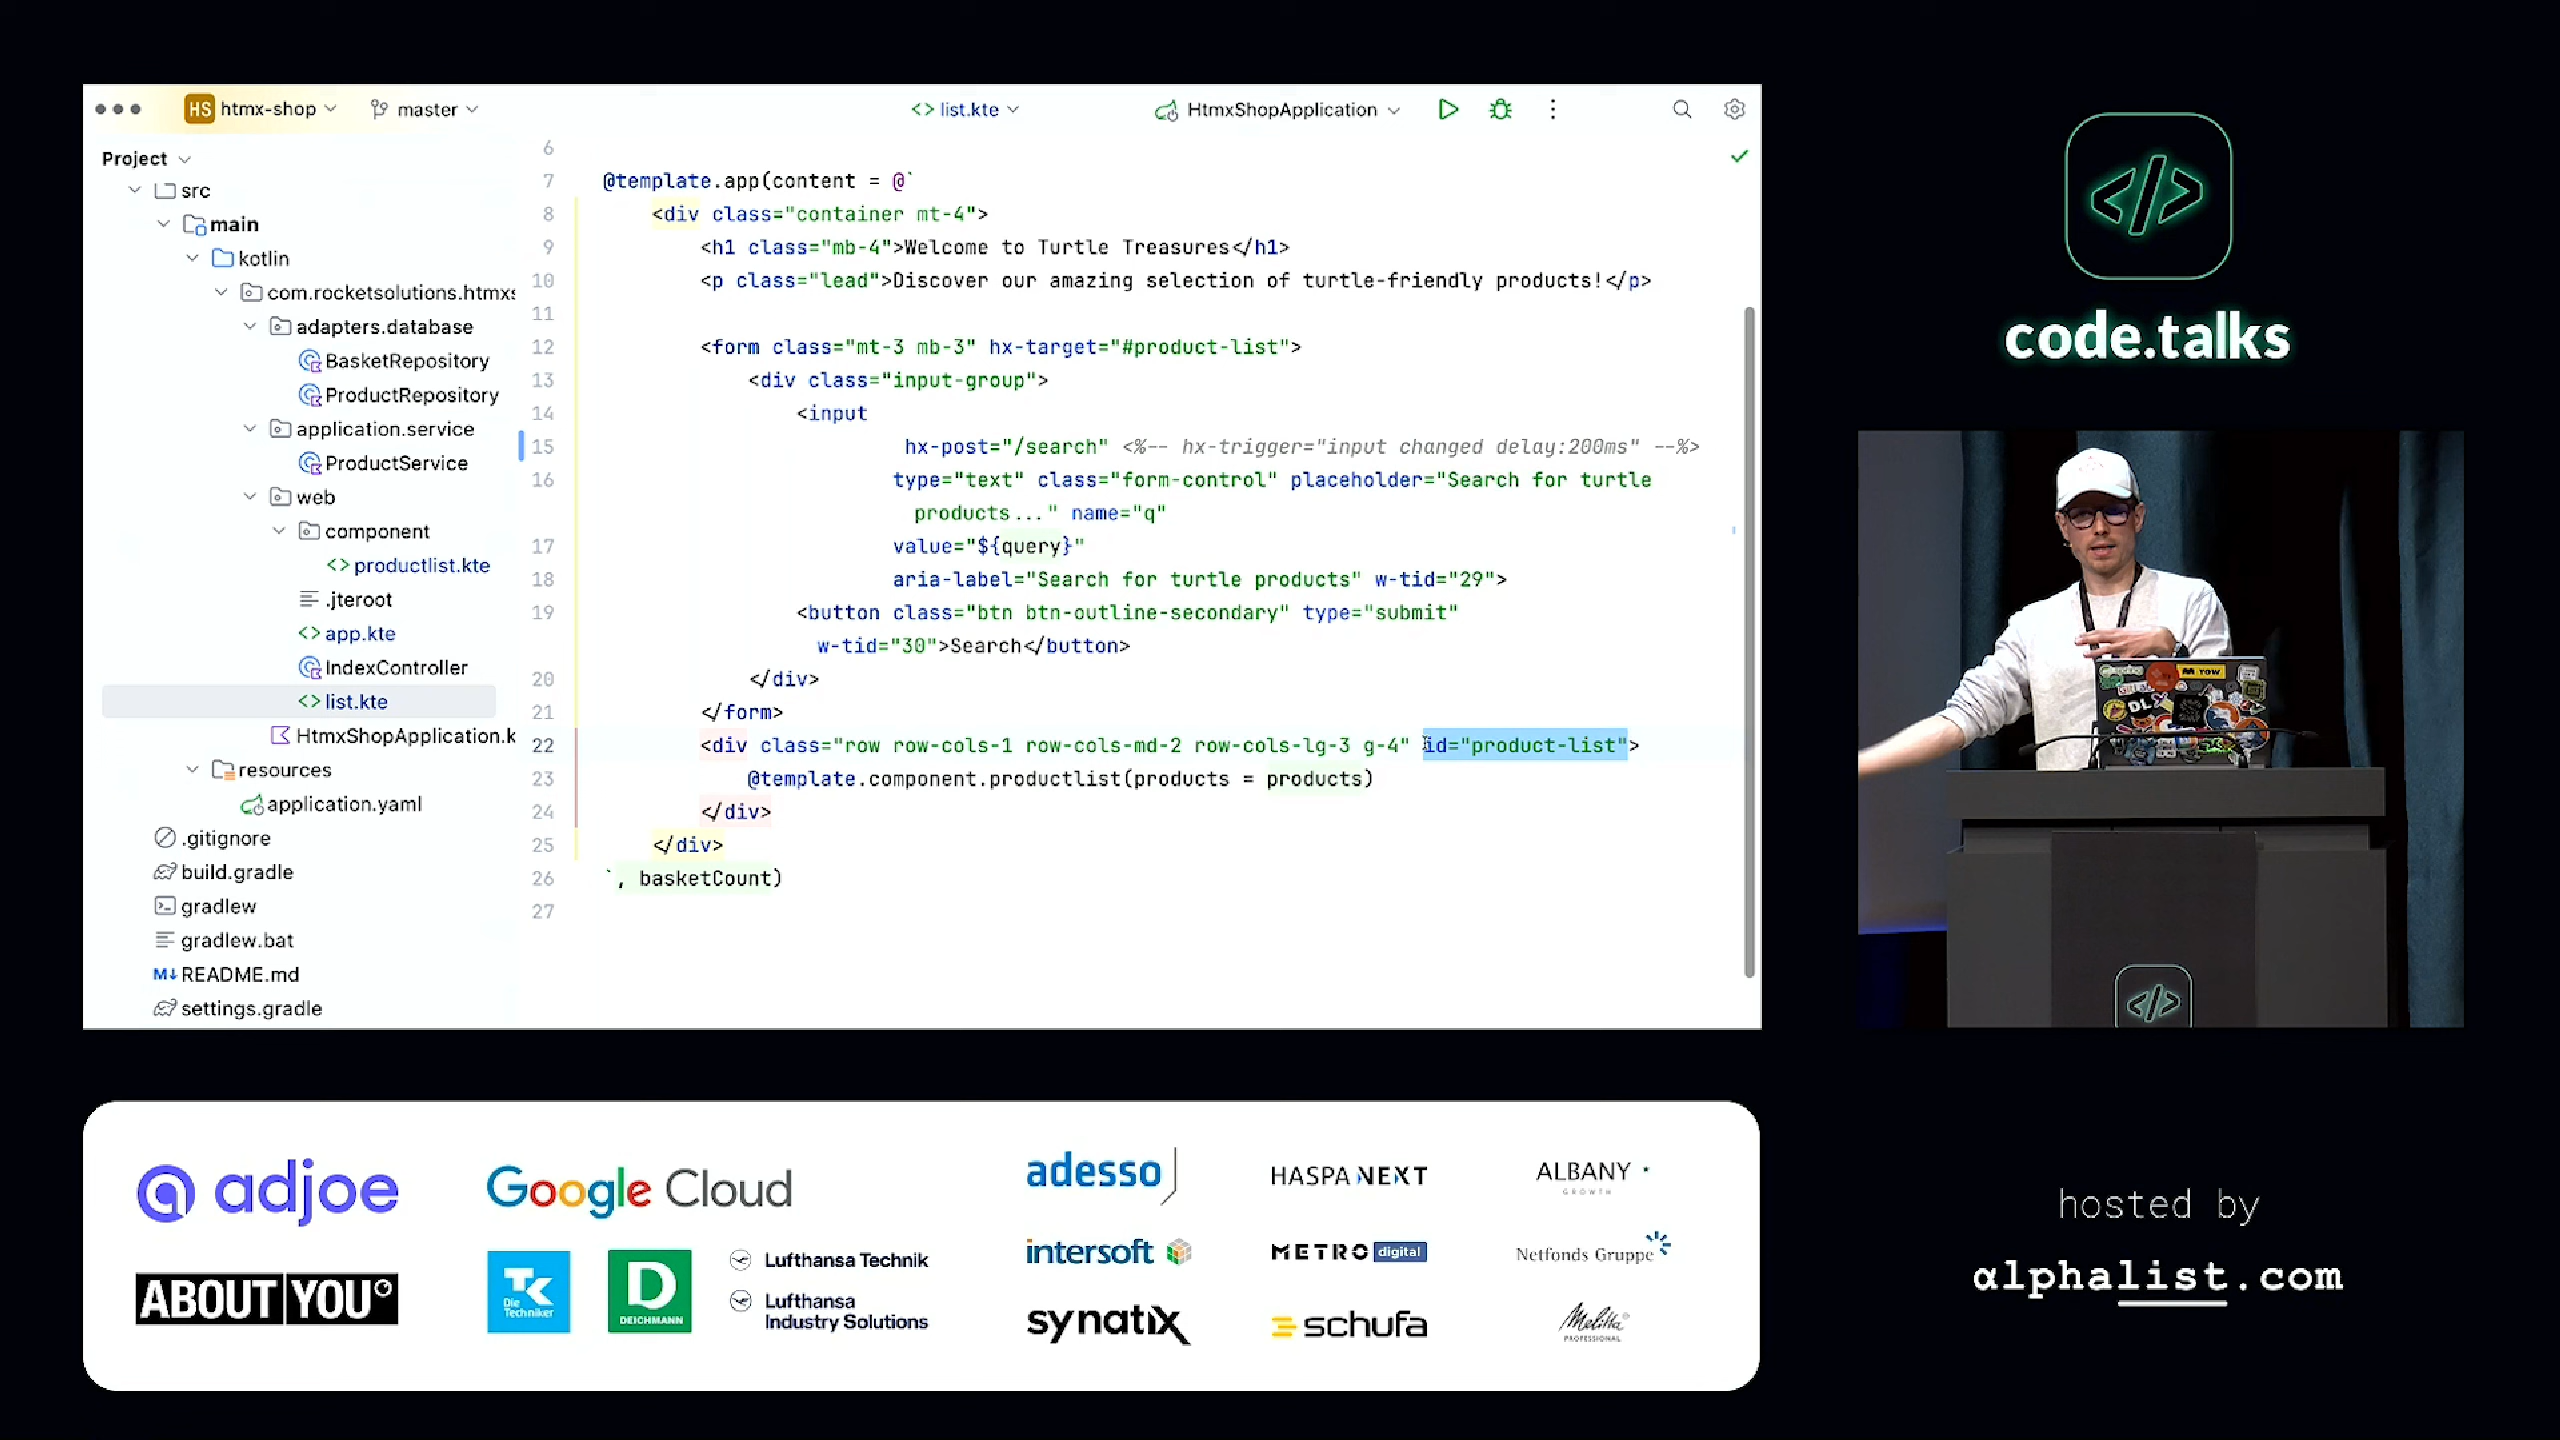 HS htmx-shop
master
list.kte
HtmxShopApplication
Project
src
main
kotlin
com.rocketsolutions.htmxs
adapters.database
BasketRepository
ProductRepository
application.service
ProductService
web
component
productlist.kte
.jteroot
app.kte
IndexController
list.kte
HtmxShopApplication.k
resources
application.yaml
.gitignore
build.gradle
gradlew
gradlew.bat
M↓ README.md
settings.gradle
6
7 @template.app(content = @`
8 <div class="container mt-4">
9 <h1 class="mb-4">Welcome to Turtle Treasures</h1>
10 <p class="lead">Discover our amazing selection of turtle-friendly products!</p>
11
12 <form class="mt-3 mb-3" hx-target="#product-list">
13 <div class="input-group">
14 <input
15 hx-post="/search" <%-- hx-trigger="input changed delay:200ms" --%>
16 type="text" class="form-control" placeholder="Search for turtle
products..." name="q"
17 value="${query}"
18 aria-label="Search for turtle products" w-tid="29">
19 <button class="btn btn-outline-secondary" type="submit"
w-tid="30">Search</button>
20 </div>
21 </form>
22 <div class="row row-cols-1 row-cols-md-2 row-cols-lg-3 g-4" id="product-list">
23 @template.component.productlist(products = products)
24 </div>
25 </div>
26 `, basketCount)
27
</>
code.talks
</>
adjoe
ABOUT YOU°
Google Cloud
TK Die Techniker
D DEICHMANN
Lufthansa Technik
Lufthansa
Industry Solutions
adesso
intersoft
synatix
HASPA NEXT
METRO digital
schufa
ALBANY
GROWTH
Netfonds Gruppe
Melitta
PROFESSIONAL
hosted by
αlphalist.com